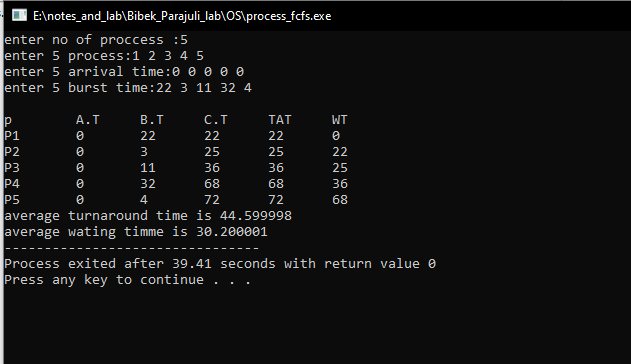 E:\notes_and_lab\Bibek_Parajuli_lab\OS\process_fcfs.exe
enter no of proccess :5
enter 5 process:1 2 3 4 5
enter 5 arrival time:0 0 0 0 0
enter 5 burst time:22 3 11 32 4
p A.T B.T C.T TAT WT
P1 0 22 22 22 0
P2 0 3 25 25 22
P3 0 11 36 36 25
P4 0 32 68 68 36
P5 0 4 72 72 68
average turnaround time is 44.599998
average wating timme is 30.200001
--------------------------------
Process exited after 39.41 seconds with return value 0
Press any key to continue . . .